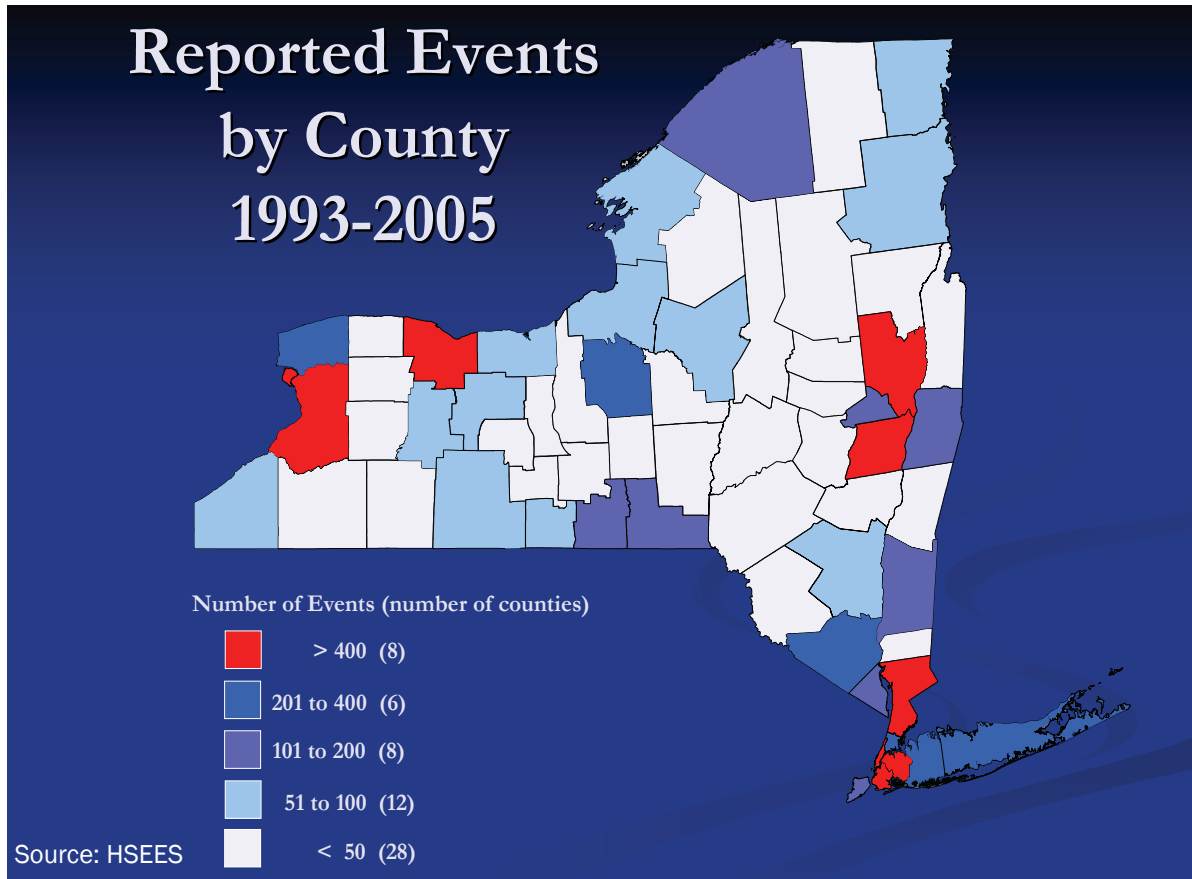 Reported Events
by County
1993-2005
Number of Events (number of counties)
> 400 (8)
201 to 400 (6)
101 to 200 (8)
51 to 100 (12)
< 50 (28)
Source: HSEES